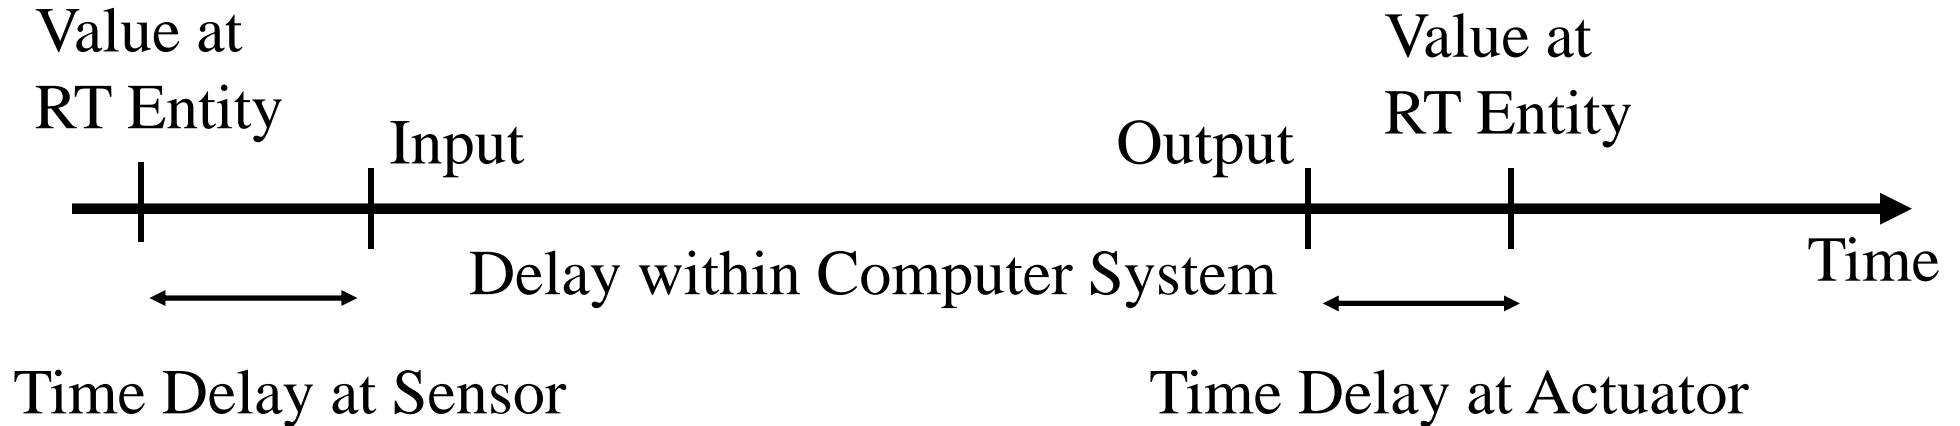 Value at
RT Entity
Value at
RT Entity
Input
Output
Time
Delay within Computer System
Time Delay at Sensor
Time Delay at Actuator